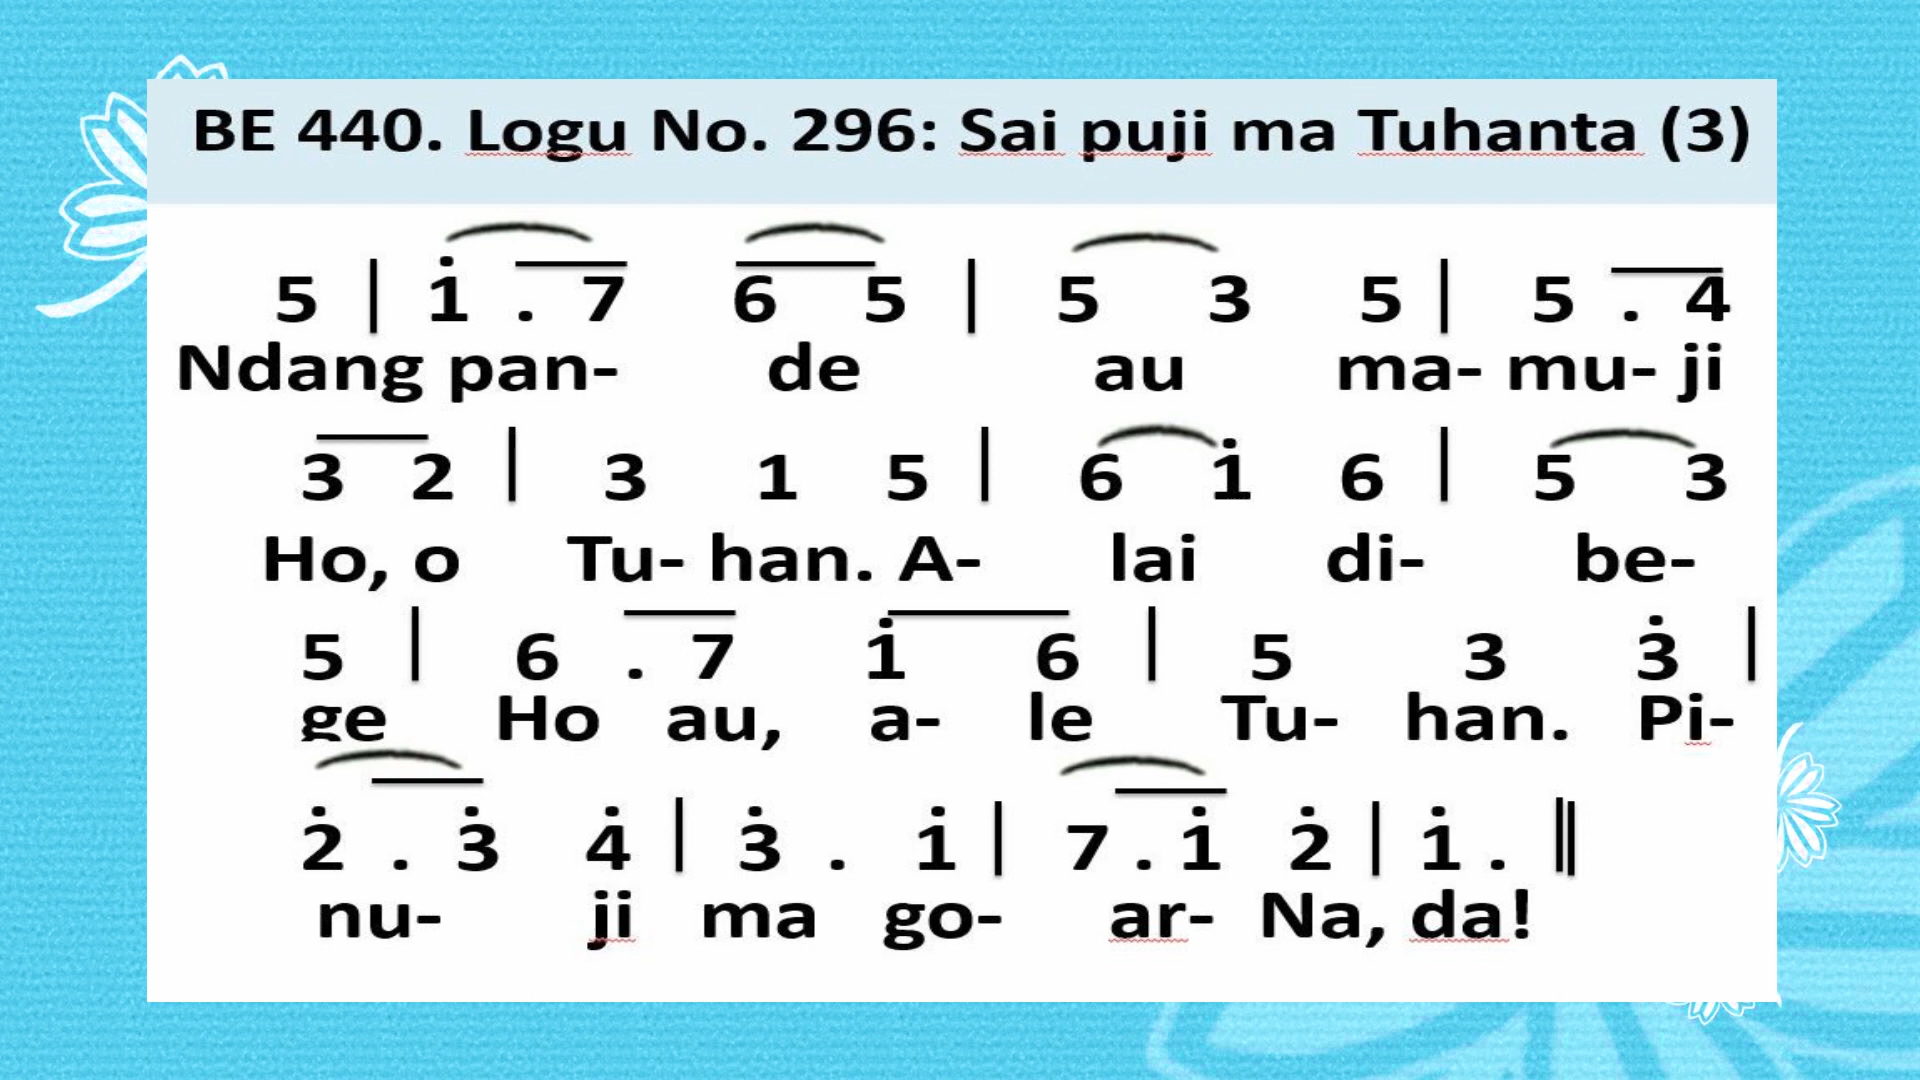 BE 440. Logu No. 296: Sai puji ma Tuhanta (3)
5 | 1̇ . 7 6 5 | 5 3 5 | 5 . 4
Ndang pan- de au ma- mu- ji
3 2 | 3 1 5 | 6 1̇ 6 | 5 3
Ho, o Tu- han. A- lai di- be-
5 | 6 . 7 1̇ 6 | 5 3 3̇ |
ge Ho au, a- le Tu- han. Pi-
2̇ . 3̇ 4̇ | 3̇ . 1̇ | 7 . 1̇ 2̇ | 1̇ . ||
nu- ji ma go- ar- Na, da!